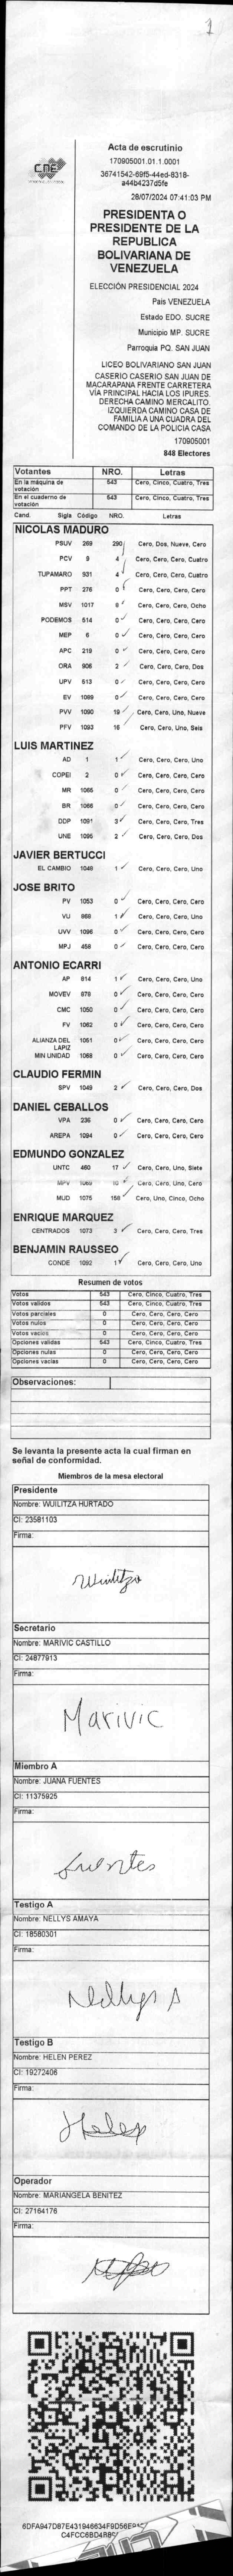 1
CNE
Acta de escrutinio
170905001.01.1.0001
36741542-69f5-44ed-8318-
a44b4237d5fe
28/07/2024 07:41:03 PM
PRESIDENTA O
PRESIDENTE DE LA
REPUBLICA
BOLIVARIANA DE
VENEZUELA
ELECCIÓN PRESIDENCIAL 2024
País VENEZUELA
Estado EDO. SUCRE
Municipio MP. SUCRE
Parroquia PQ. SAN JUAN
LICEO BOLIVARIANO SAN JUAN
CASERIO CASERIO SAN JUAN DE
MACARAPANA FRENTE CARRETERA
VÍA PRINCIPAL HACIA LOS IPURES.
DERECHA CAMINO MERCALITO.
IZQUIERDA CAMINO CASA DE
FAMILIA A UNA CUADRA DEL
COMANDO DE LA POLICIA CASA
170905001
848 Electores
Votantes NRO. Letras
En la máquina de votación 543 Cero, Cinco, Cuatro, Tres
En el cuaderno de votación 543 Cero, Cinco, Cuatro, Tres
Cand. Sigla Código NRO. Letras
NICOLAS MADURO
PSUV 269 290 Cero, Dos, Nueve, Cero
PCV 9 4 Cero, Cero, Cero, Cuatro
TUPAMARO 931 4 Cero, Cero, Cero, Cuatro
PPT 276 0 Cero, Cero, Cero, Cero
MSV 1017 8 Cero, Cero, Cero, Ocho
PODEMOS 514 0 Cero, Cero, Cero, Cero
MEP 6 0 Cero, Cero, Cero, Cero
APC 219 0 Cero, Cero, Cero, Cero
ORA 906 2 Cero, Cero, Cero, Dos
UPV 513 0 Cero, Cero, Cero, Cero
EV 1089 0 Cero, Cero, Cero, Cero
PVV 1090 19 Cero, Cero, Uno, Nueve
PFV 1093 16 Cero, Cero, Uno, Seis
LUIS MARTINEZ
AD 1 1 Cero, Cero, Cero, Uno
COPEI 2 0 Cero, Cero, Cero, Cero
MR 1065 0 Cero, Cero, Cero, Cero
BR 1066 0 Cero, Cero, Cero, Cero
DDP 1091 3 Cero, Cero, Cero, Tres
UNE 1095 2 Cero, Cero, Cero, Dos
JAVIER BERTUCCI
EL CAMBIO 1048 1 Cero, Cero, Cero, Uno
JOSE BRITO
PV 1053 0 Cero, Cero, Cero, Cero
VU 868 1 Cero, Cero, Cero, Uno
UVV 1096 0 Cero, Cero, Cero, Cero
MPJ 458 0 Cero, Cero, Cero, Cero
ANTONIO ECARRI
AP 814 1 Cero, Cero, Cero, Uno
MOVEV 878 0 Cero, Cero, Cero, Cero
CMC 1050 0 Cero, Cero, Cero, Cero
FV 1062 0 Cero, Cero, Cero, Cero
ALIANZA DEL LÁPIZ 1051 0 Cero, Cero, Cero, Cero
MIN UNIDAD 1068 0 Cero, Cero, Cero, Cero
CLAUDIO FERMIN
SPV 1049 2 Cero, Cero, Cero, Dos
DANIEL CEBALLOS
VPA 236 0 Cero, Cero, Cero, Cero
AREPA 1094 0 Cero, Cero, Cero, Cero
EDMUNDO GONZALEZ
UNTC 460 17 Cero, Cero, Uno, Siete
MPV 1069 10 Cero, Cero, Uno, Cero
MUD 1075 158 Cero, Uno, Cinco, Ocho
ENRIQUE MARQUEZ
CENTRADOS 1073 3 Cero, Cero, Cero, Tres
BENJAMIN RAUSSEO
CONDE 1092 1 Cero, Cero, Cero, Uno
Resumen de votos
Votos 543 Cero, Cinco, Cuatro, Tres
Votos validos 543 Cero, Cinco, Cuatro, Tres
Votos parciales 0 Cero, Cero, Cero, Cero
Votos nulos 0 Cero, Cero, Cero, Cero
Votos vacios 0 Cero, Cero, Cero, Cero
Opciones validas 543 Cero, Cinco, Cuatro, Tres
Opciones nulas 0 Cero, Cero, Cero, Cero
Opciones vacias 0 Cero, Cero, Cero, Cero
Observaciones:
Se levanta la presente acta la cual firman en
señal de conformidad.
Miembros de la mesa electoral
Presidente
Nombre: WUILITZA HURTADO
CI: 23581103
Firma:
Wuilitza
Secretario
Nombre: MARIVIC CASTILLO
CI: 24877913
Firma:
Marivic
Miembro A
Nombre: JUANA FUENTES
CI: 11375925
Firma:
fuentes
Testigo A
Nombre: NELLYS AMAYA
CI: 18580301
Firma:
Nellys A
Testigo B
Nombre: HELEN PEREZ
CI: 19272406
Firma:
Helen
Operador
Nombre: MARIANGELA BENITEZ
CI: 27164176
Firma: